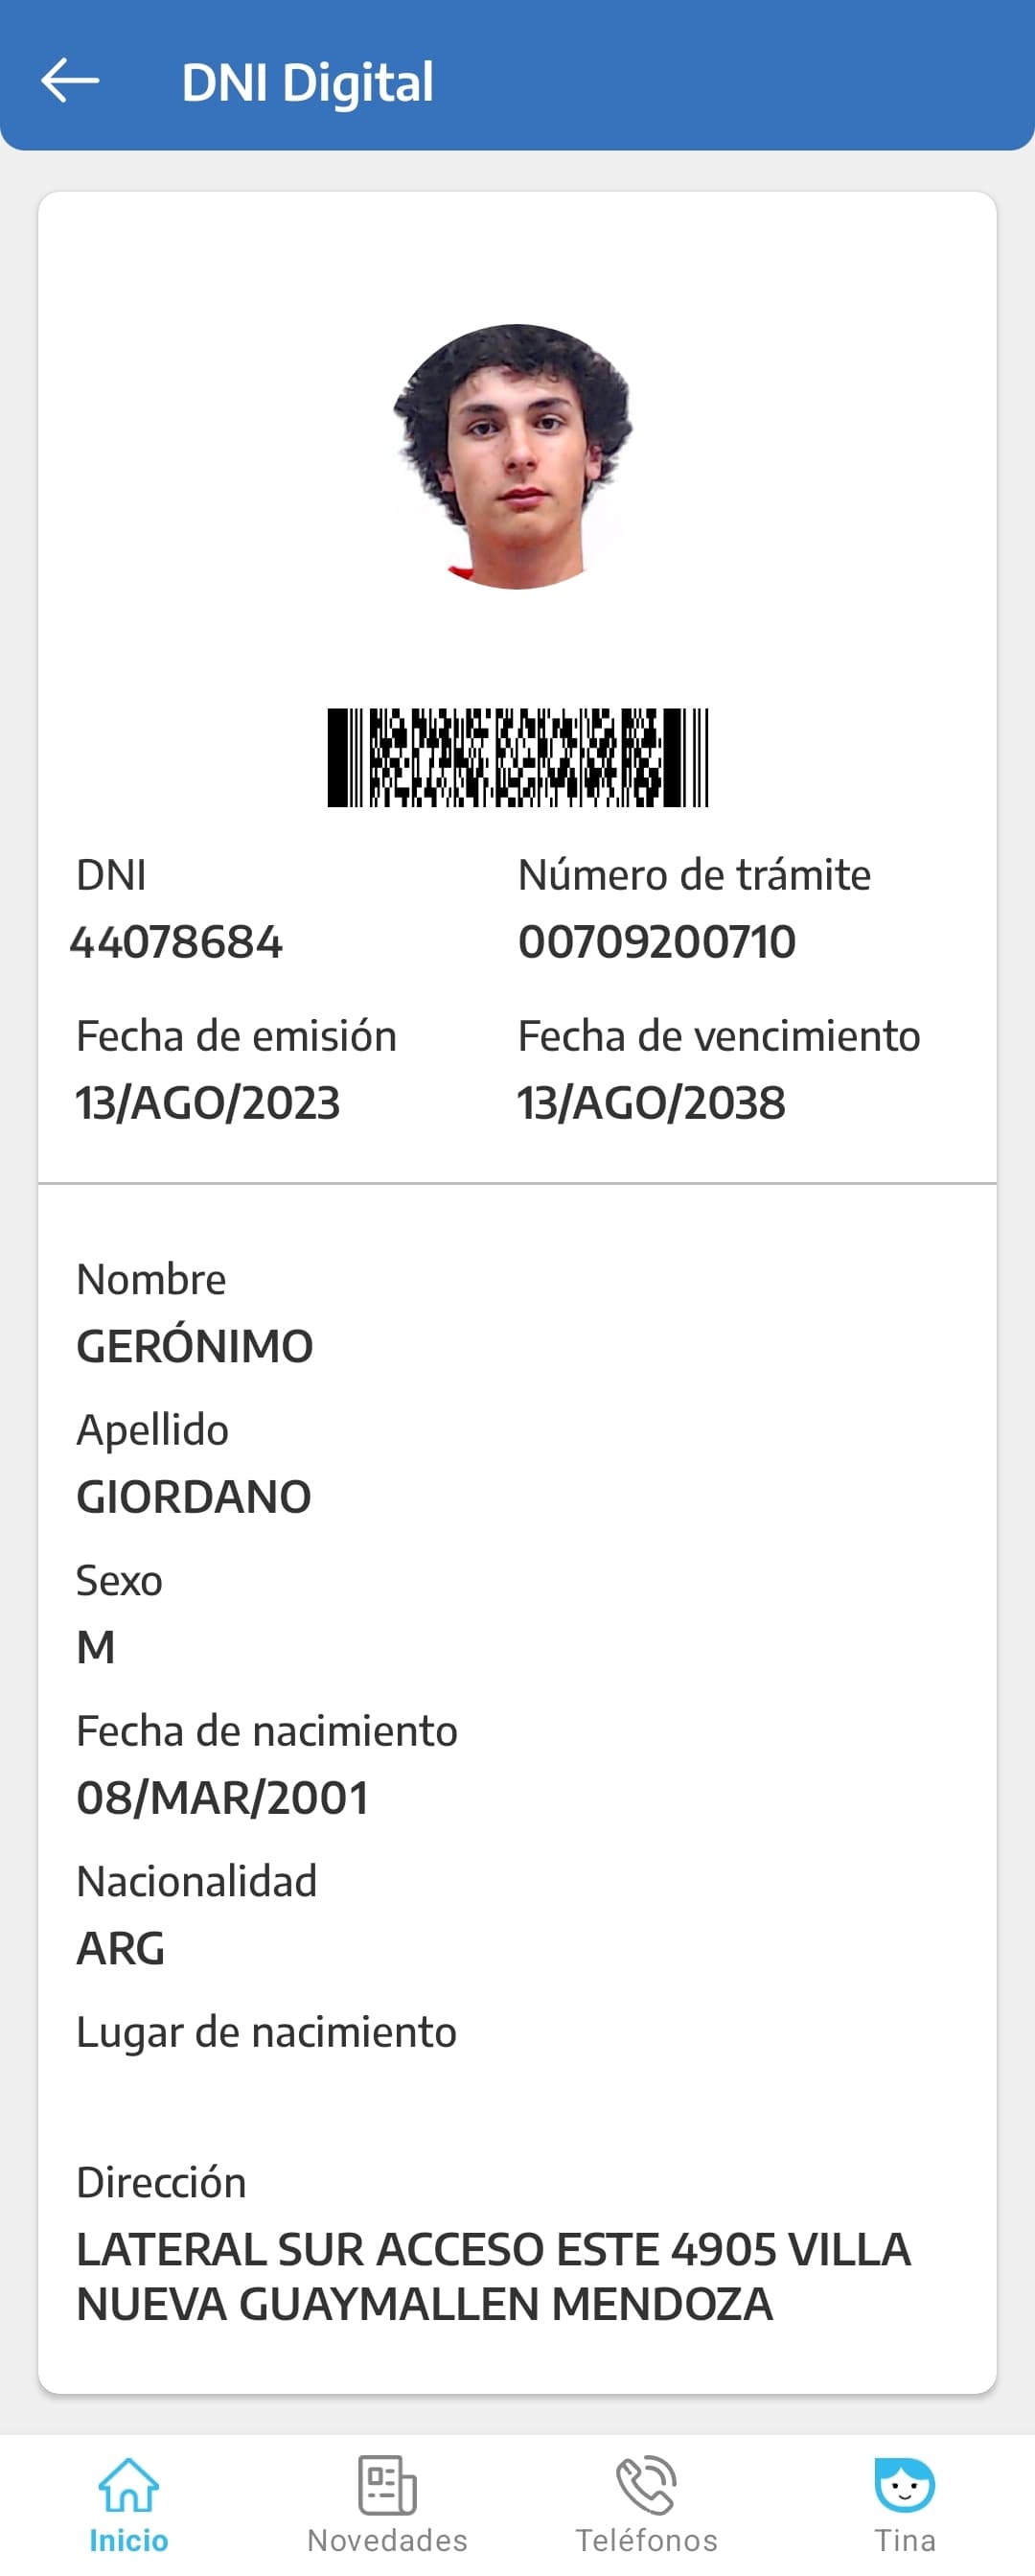 DNI Digital
DNI
44078684
Número de trámite
00709200710
Fecha de emisión
13/AGO/2023
Fecha de vencimiento
13/AGO/2038
Nombre
GERÓNIMO
Apellido
GIORDANO
Sexo
M
Fecha de nacimiento
08/MAR/2001
Nacionalidad
ARG
Lugar de nacimiento
Dirección
LATERAL SUR ACCESO ESTE 4905 VILLA
NUEVA GUAYMALLEN MENDOZA
Inicio
Novedades
Teléfonos
Tina